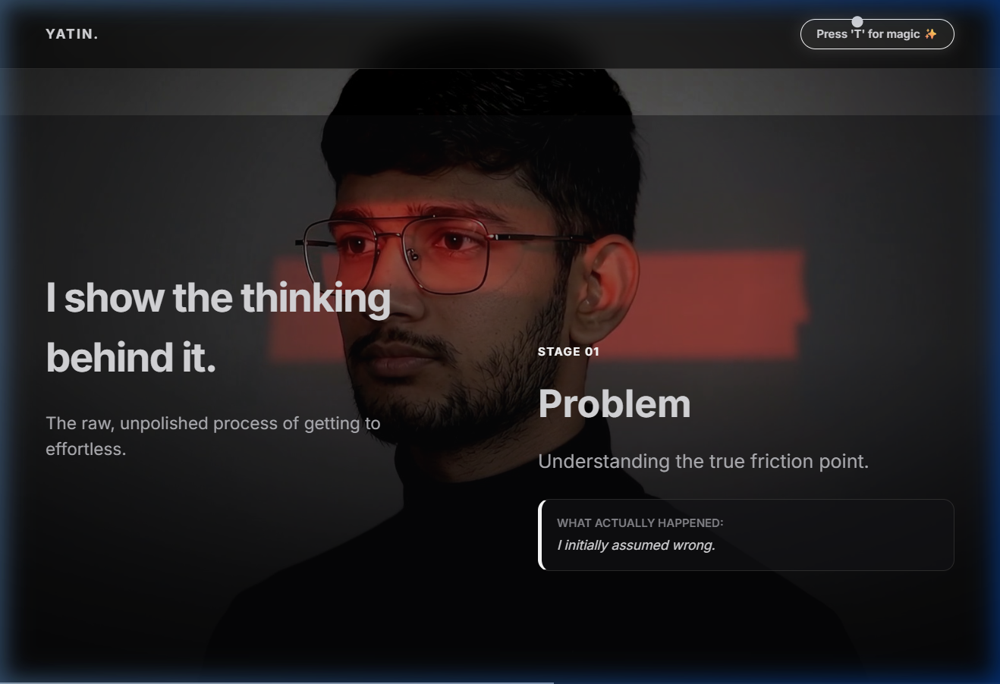 YATIN.
Press 'T' for magic ✨
I show the thinking
behind it.
The raw, unpolished process of getting to
effortless.
STAGE 01
Problem
Understanding the true friction point.
WHAT ACTUALLY HAPPENED:
I initially assumed wrong.